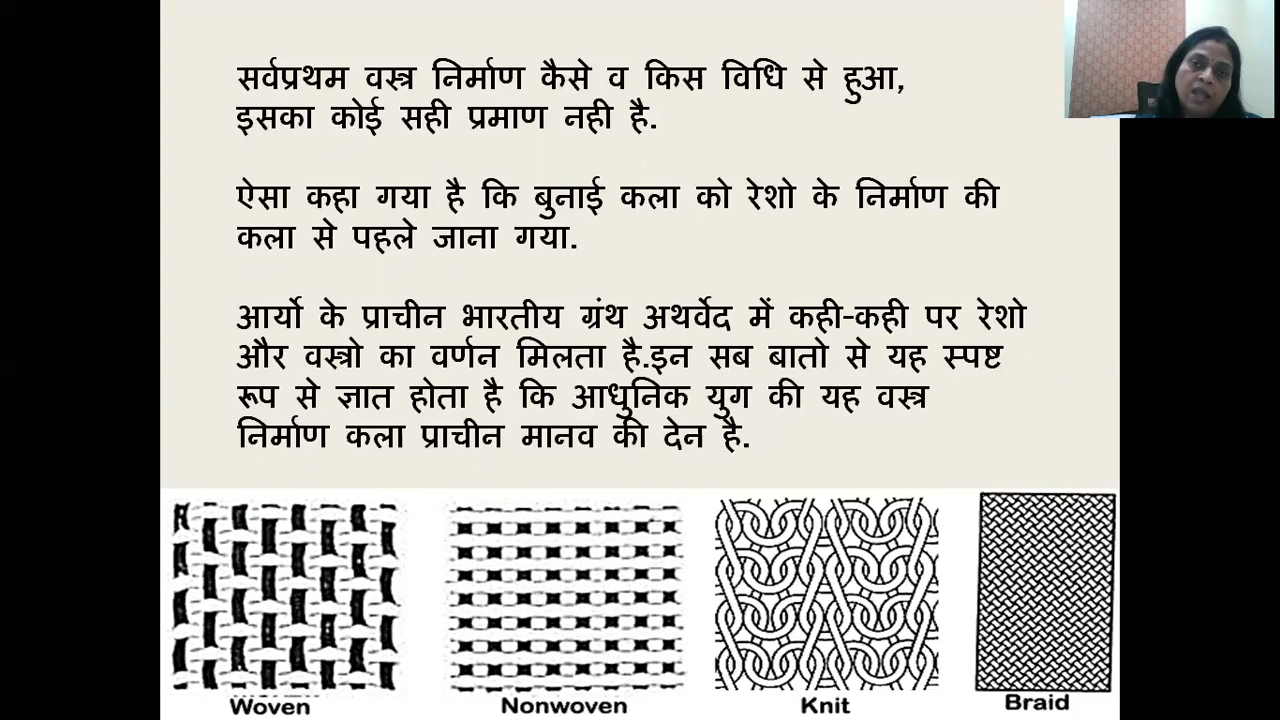 सर्वप्रथम वस्त्र निर्माण कैसे व किस विधि से हुआ,
इसका कोई सही प्रमाण नही है.
ऐसा कहा गया है कि बुनाई कला को रेशो के निर्माण की
कला से पहले जाना गया.
आर्यो के प्राचीन भारतीय ग्रंथ अथर्वेद में कही-कही पर रेशो
और वस्त्रो का वर्णन मिलता है.इन सब बातो से यह स्पष्ट
रूप से ज्ञात होता है कि आधुनिक युग की यह वस्त्र
निर्माण कला प्राचीन मानव की देन है.
Woven Nonwoven Knit Braid